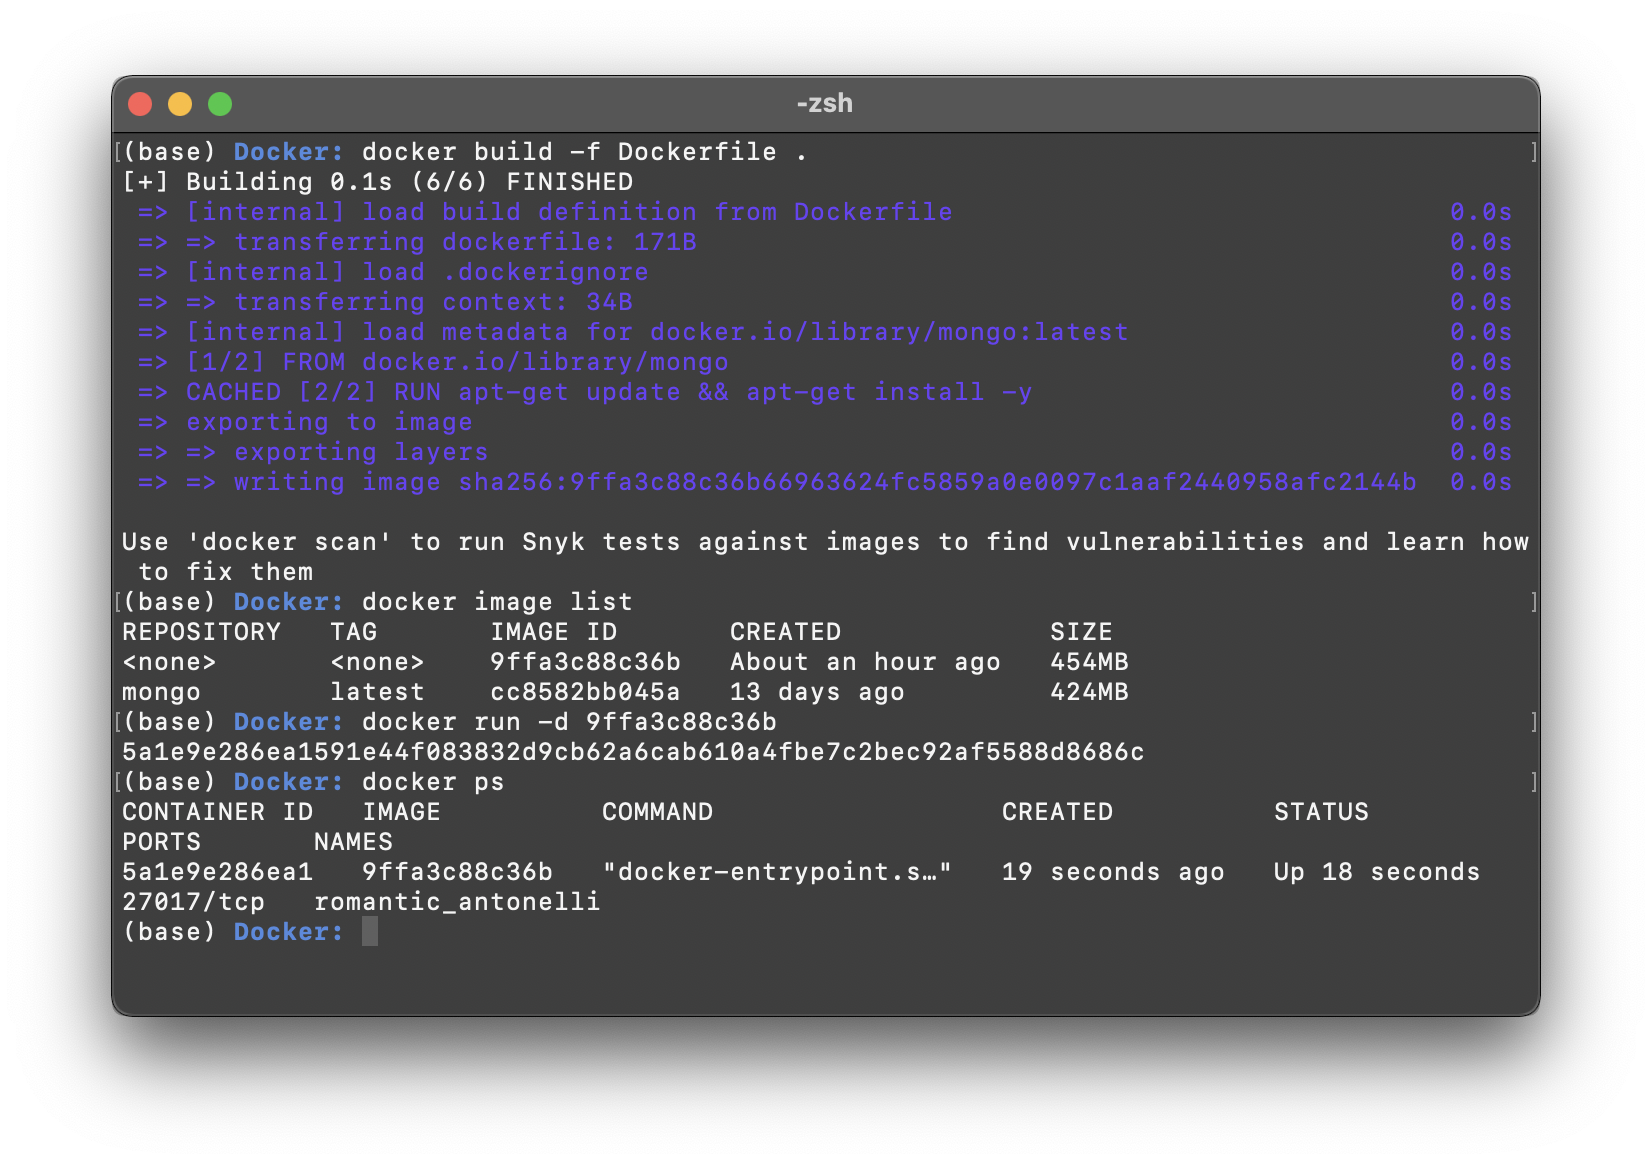 -zsh
[(base) Docker: docker build -f Dockerfile . ]
[+] Building 0.1s (6/6) FINISHED
=> [internal] load build definition from Dockerfile 0.0s
=> => transferring dockerfile: 171B 0.0s
=> [internal] load .dockerignore 0.0s
=> => transferring context: 34B 0.0s
=> [internal] load metadata for docker.io/library/mongo:latest 0.0s
=> [1/2] FROM docker.io/library/mongo 0.0s
=> CACHED [2/2] RUN apt-get update && apt-get install -y 0.0s
=> exporting to image 0.0s
=> => exporting layers 0.0s
=> => writing image sha256:9ffa3c88c36b66963624fc5859a0e0097c1aaf2440958afc2144b 0.0s
Use 'docker scan' to run Snyk tests against images to find vulnerabilities and learn how
to fix them
[(base) Docker: docker image list ]
REPOSITORY TAG IMAGE ID CREATED SIZE
<none> <none> 9ffa3c88c36b About an hour ago 454MB
mongo latest cc8582bb045a 13 days ago 424MB
[(base) Docker: docker run -d 9ffa3c88c36b ]
5a1e9e286ea1591e44f083832d9cb62a6cab610a4fbe7c2bec92af5588d8686c
[(base) Docker: docker ps ]
CONTAINER ID IMAGE COMMAND CREATED STATUS
PORTS NAMES
5a1e9e286ea1 9ffa3c88c36b "docker-entrypoint.s…" 19 seconds ago Up 18 seconds
27017/tcp romantic_antonelli
(base) Docker: